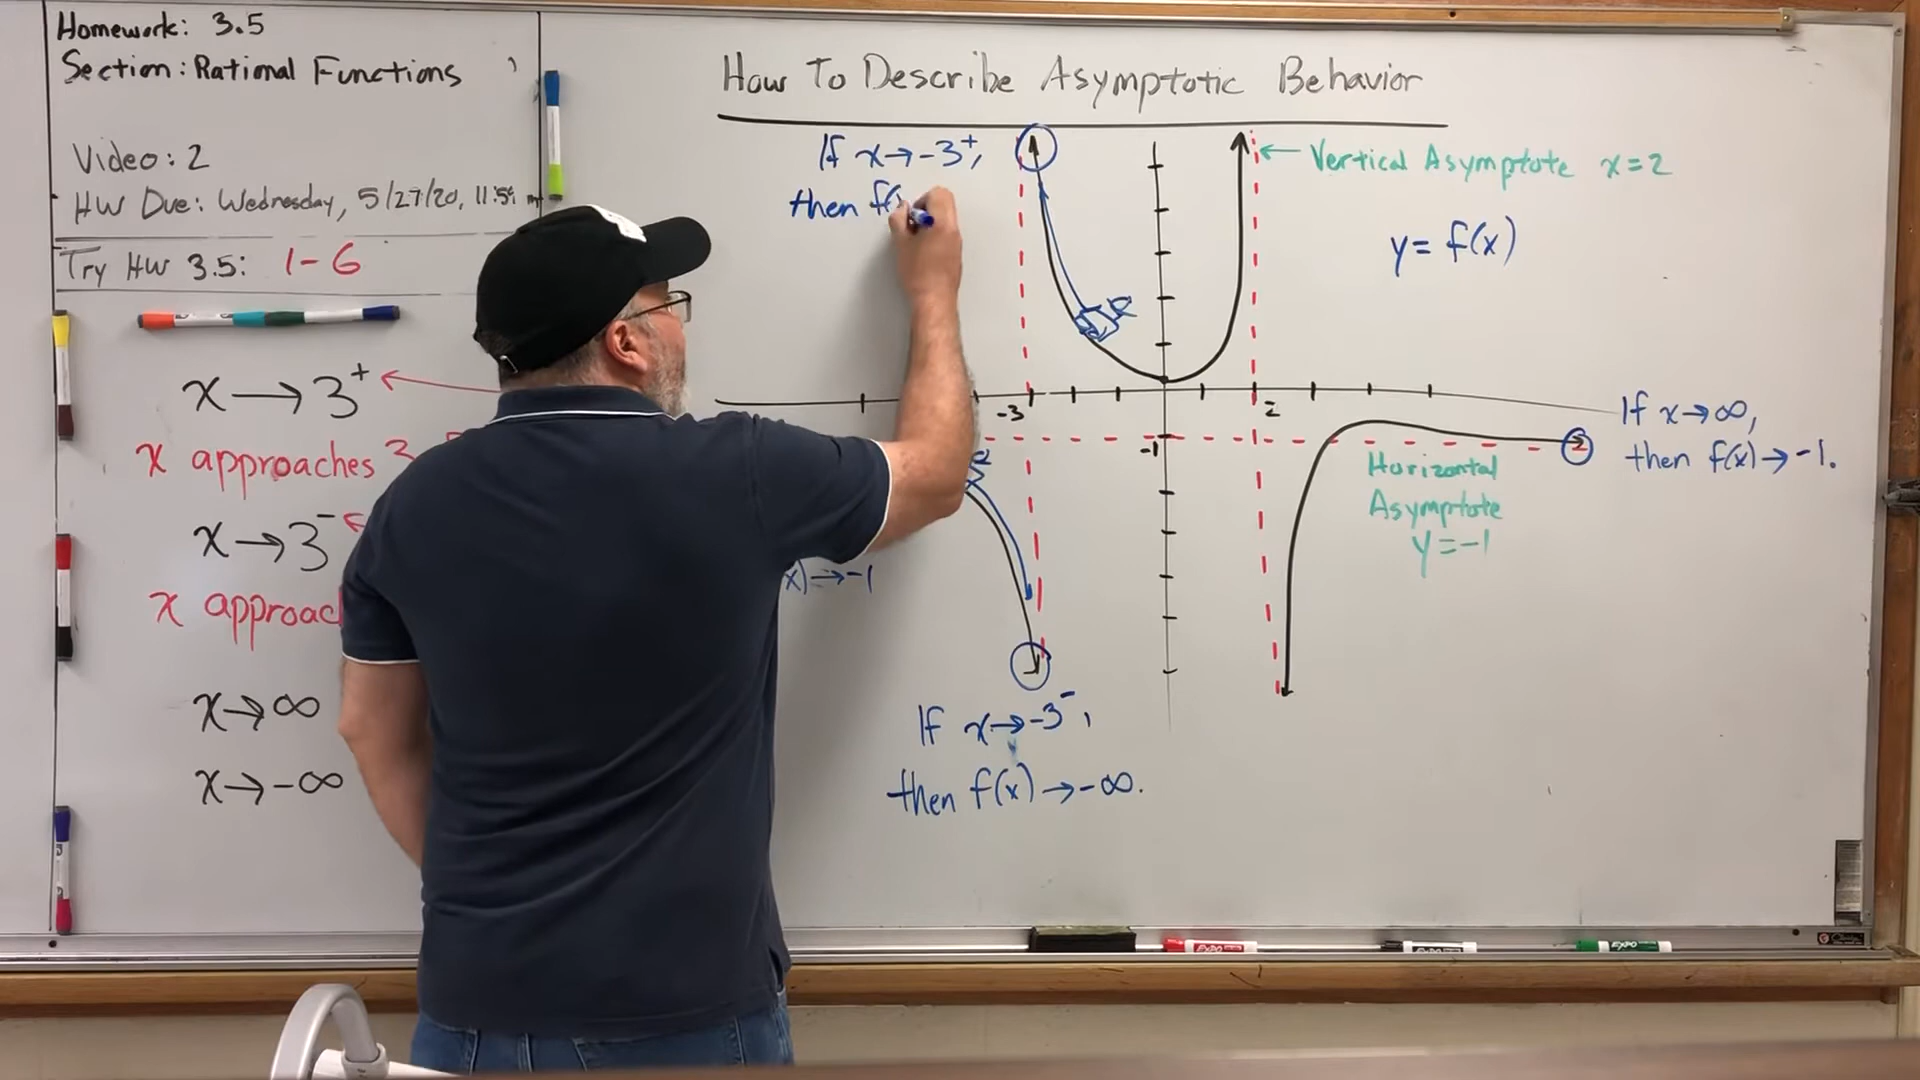 Homework: 3.5
Section: Rational Functions
Video: 2
HW Due: Wednesday, 5/27/20, 11:59
Try HW 3.5: 1-6
x → 3⁺
x approaches 3
x → 3⁻
x
x → ∞
x → -∞
How To Describe Asymptotic Behavior
If x → -3⁺,
then f(
Vertical Asymptote x=2
y = f(x)
-3
2
-1
If x → ∞,
then f(x) → -1.
Horizontal
Asymptote
y = -1
x) → -1
If x → -3⁻,
then f(x) → -∞.
EXPO
EXPO